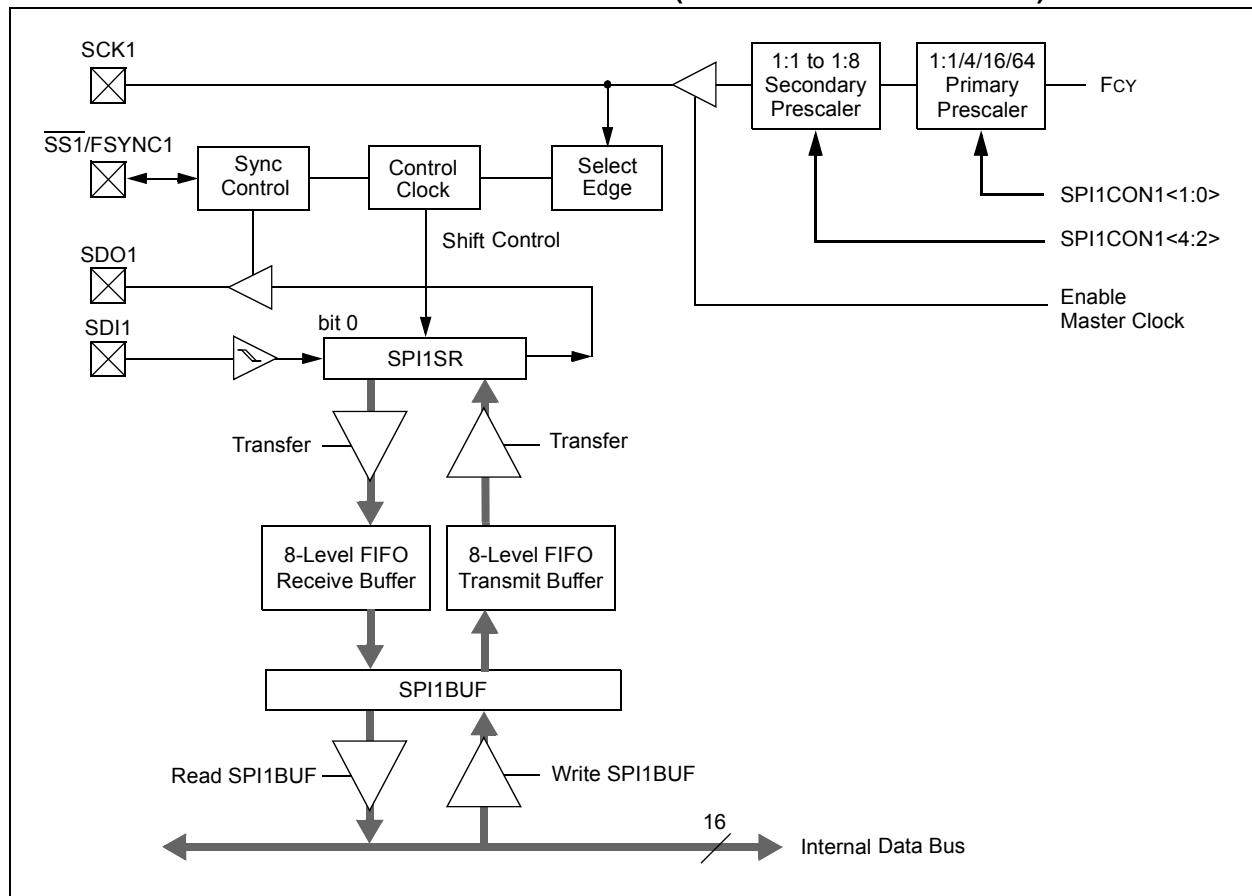 SCK1
1:1 to 1:8
Secondary
Prescaler
1:1/4/16/64
Primary
Prescaler
FCY
SS1/FSYNC1
Sync
Control
Control
Clock
Select
Edge
SPI1CON1<1:0>
Shift Control
SPI1CON1<4:2>
SDO1
Enable
Master Clock
SDI1
bit 0
SPI1SR
Transfer
Transfer
8-Level FIFO
Receive Buffer
8-Level FIFO
Transmit Buffer
SPI1BUF
Read SPI1BUF
Write SPI1BUF
16
Internal Data Bus